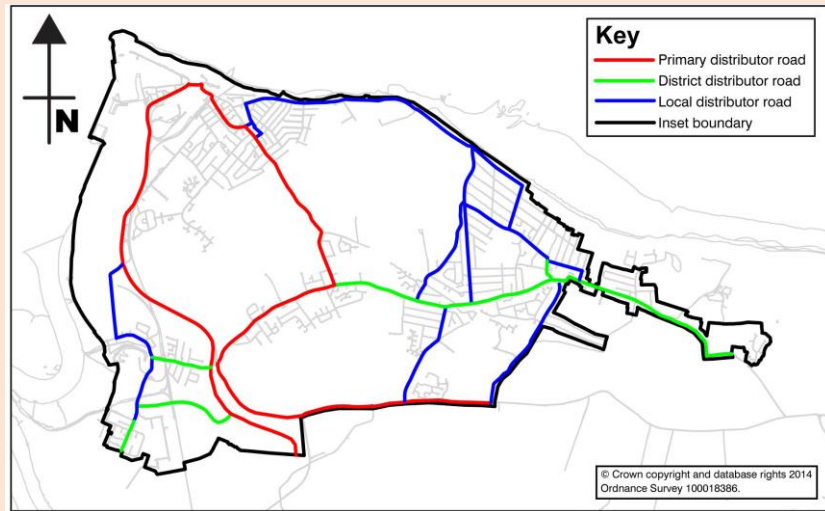 N
Key
Primary distributor road
District distributor road
Local distributor road
Inset boundary
© Crown copyright and database rights 2014
Ordnance Survey 100018386.